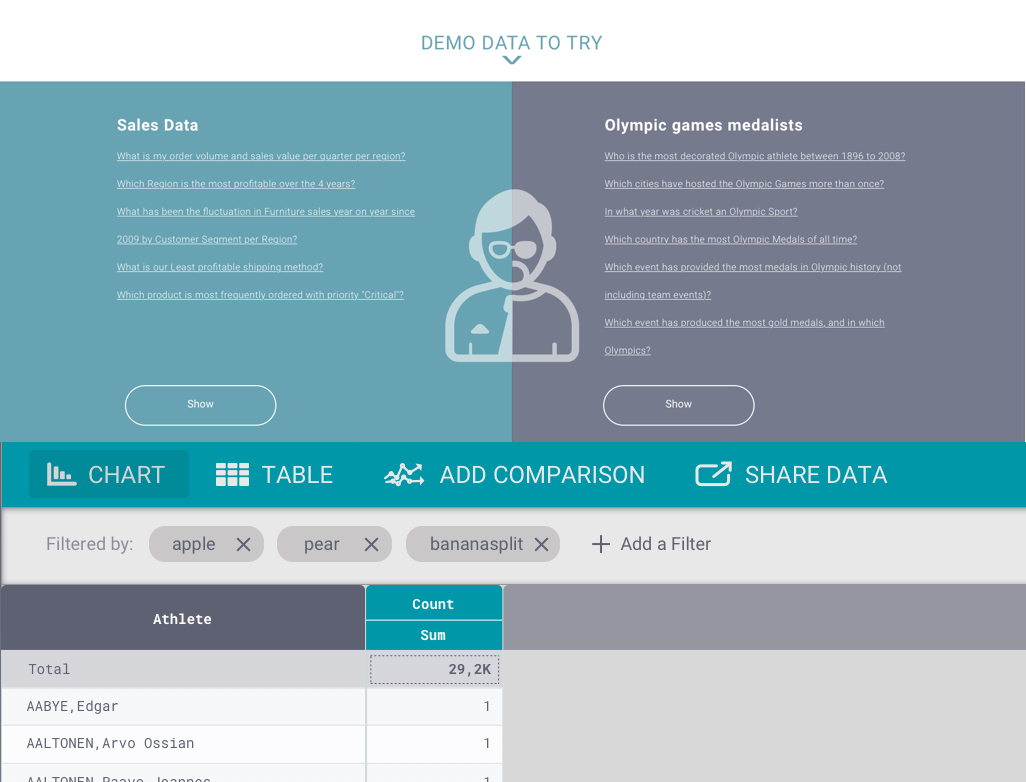 DEMO DATA TO TRY
Sales Data
What is my order volume and sales value per quarter per region?
Which Region is the most profitable over the 4 years?
What has been the fluctuation in Furniture sales year on year since
2009 by Customer Segment per Region?
What is our Least profitable shipping method?
Which product is most frequently ordered with priority "Critical"?
Show
Olympic games medalists
Who is the most decorated Olympic athlete between 1896 to 2008?
Which cities have hosted the Olympic Games more than once?
In what year was cricket an Olympic Sport?
Which country has the most Olympic Medals of all time?
Which event has provided the most medals in Olympic history (not
including team events)?
Which event has produced the most gold medals, and in which
Olympics?
Show
CHART TABLE ADD COMPARISON SHARE DATA
Filtered by: apple pear bananasplit Add a Filter
Athlete
Count
Sum
Total 29,2K
AABYE,Edgar 1
AALTONEN,Arvo Ossian 1
AALTONEN,Paavo Joannes 1